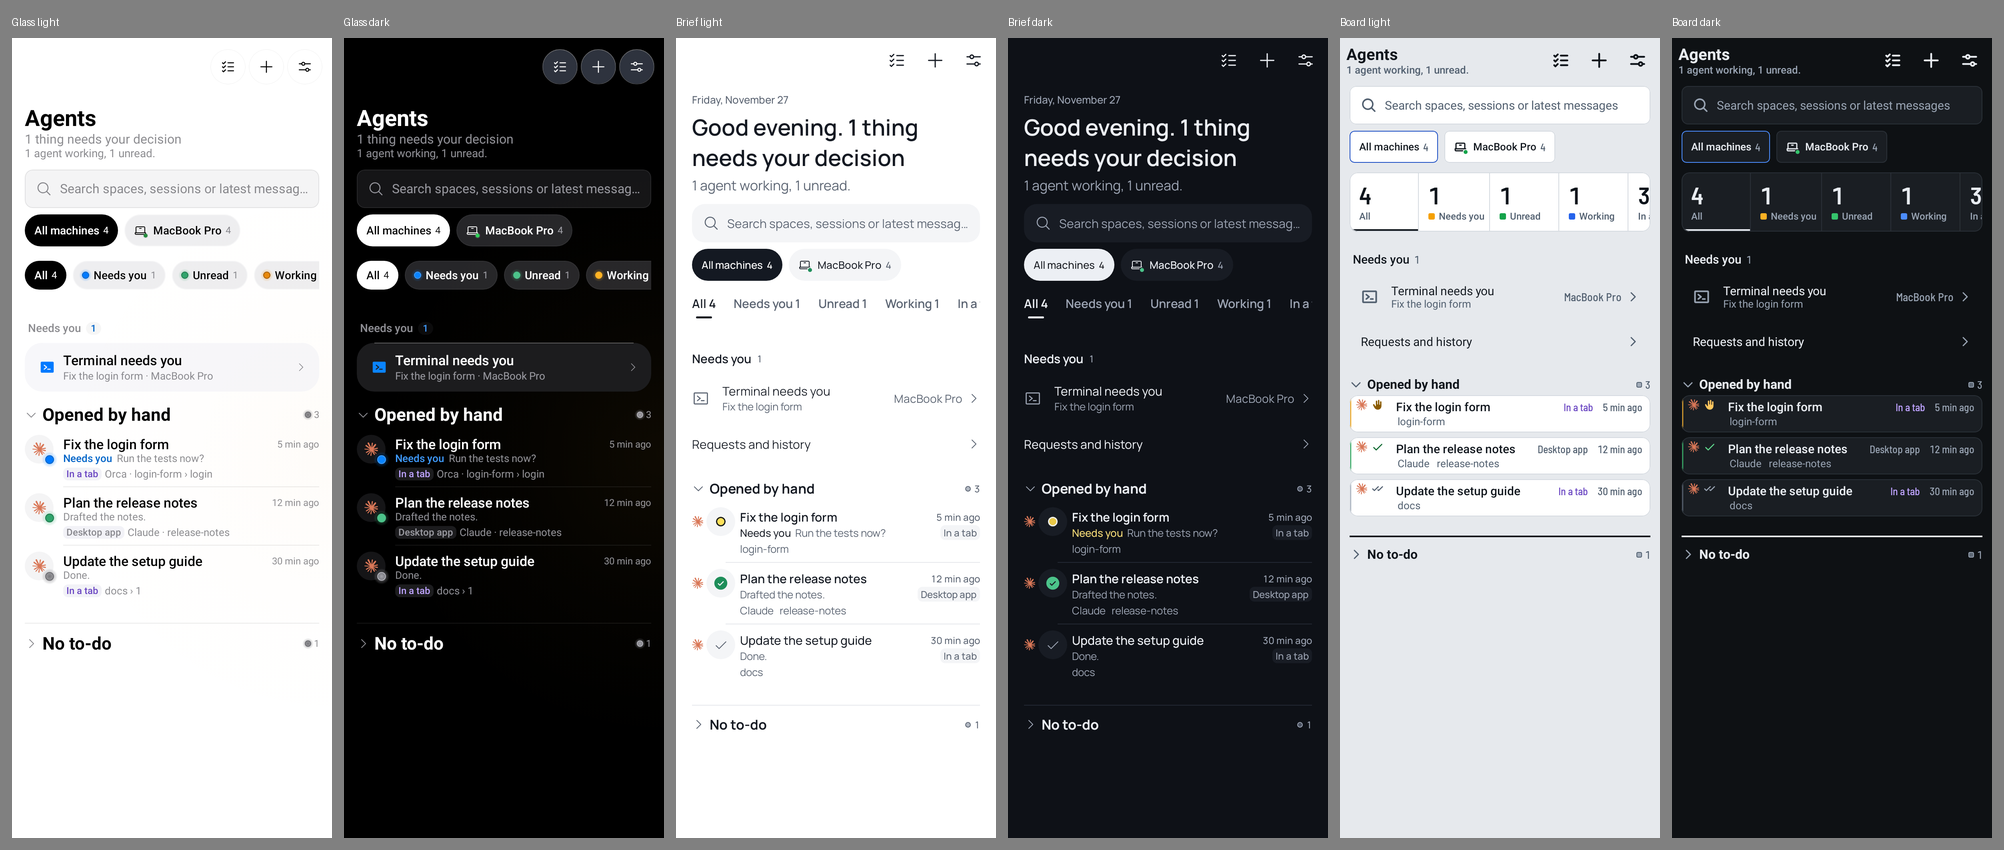 Glass light
Agents
1 thing needs your decision
1 agent working, 1 unread.
Search spaces, sessions or latest messag...
All machines 4
MacBook Pro 4
All 4
Needs you 1
Unread 1
Working
Needs you 1
Terminal needs you
Fix the login form · MacBook Pro
Opened by hand
3
Fix the login form
5 min ago
Needs you Run the tests now?
In a tab Orca · login-form › login
Plan the release notes
12 min ago
Drafted the notes.
Desktop app Claude · release-notes
Update the setup guide
30 min ago
Done.
In a tab docs › 1
No to-do
1
Glass dark
Agents
1 thing needs your decision
1 agent working, 1 unread.
Search spaces, sessions or latest messag...
All machines 4
MacBook Pro 4
All 4
Needs you 1
Unread 1
Working
Needs you 1
Terminal needs you
Fix the login form · MacBook Pro
Opened by hand
3
Fix the login form
5 min ago
Needs you Run the tests now?
In a tab Orca · login-form › login
Plan the release notes
12 min ago
Drafted the notes.
Desktop app Claude · release-notes
Update the setup guide
30 min ago
Done.
In a tab docs › 1
No to-do
1
Brief light
Friday, November 27
Good evening. 1 thing
needs your decision
1 agent working, 1 unread.
Search spaces, sessions or latest messag...
All machines 4
MacBook Pro 4
All 4
Needs you 1
Unread 1
Working 1
In a
Needs you 1
Terminal needs you
Fix the login form
MacBook Pro
Requests and history
Opened by hand
3
Fix the login form
5 min ago
Needs you Run the tests now?
In a tab
login-form
Plan the release notes
12 min ago
Drafted the notes.
Desktop app
Claude release-notes
Update the setup guide
30 min ago
Done.
In a tab
docs
No to-do
1
Brief dark
Friday, November 27
Good evening. 1 thing
needs your decision
1 agent working, 1 unread.
Search spaces, sessions or latest messag...
All machines 4
MacBook Pro 4
All 4
Needs you 1
Unread 1
Working 1
In a
Needs you 1
Terminal needs you
Fix the login form
MacBook Pro
Requests and history
Opened by hand
3
Fix the login form
5 min ago
Needs you Run the tests now?
In a tab
login-form
Plan the release notes
12 min ago
Drafted the notes.
Desktop app
Claude release-notes
Update the setup guide
30 min ago
Done.
In a tab
docs
No to-do
1
Board light
Agents
1 agent working, 1 unread.
Search spaces, sessions or latest messages
All machines 4
MacBook Pro 4
4
All
1
Needs you
1
Unread
1
Working
3
In
Needs you 1
Terminal needs you
Fix the login form
MacBook Pro
Requests and history
Opened by hand
3
Fix the login form
In a tab 5 min ago
login-form
Plan the release notes
Desktop app 12 min ago
Claude release-notes
Update the setup guide
In a tab 30 min ago
docs
No to-do
1
Board dark
Agents
1 agent working, 1 unread.
Search spaces, sessions or latest messages
All machines 4
MacBook Pro 4
4
All
1
Needs you
1
Unread
1
Working
3
In
Needs you 1
Terminal needs you
Fix the login form
MacBook Pro
Requests and history
Opened by hand
3
Fix the login form
In a tab 5 min ago
login-form
Plan the release notes
Desktop app 12 min ago
Claude release-notes
Update the setup guide
In a tab 30 min ago
docs
No to-do
1